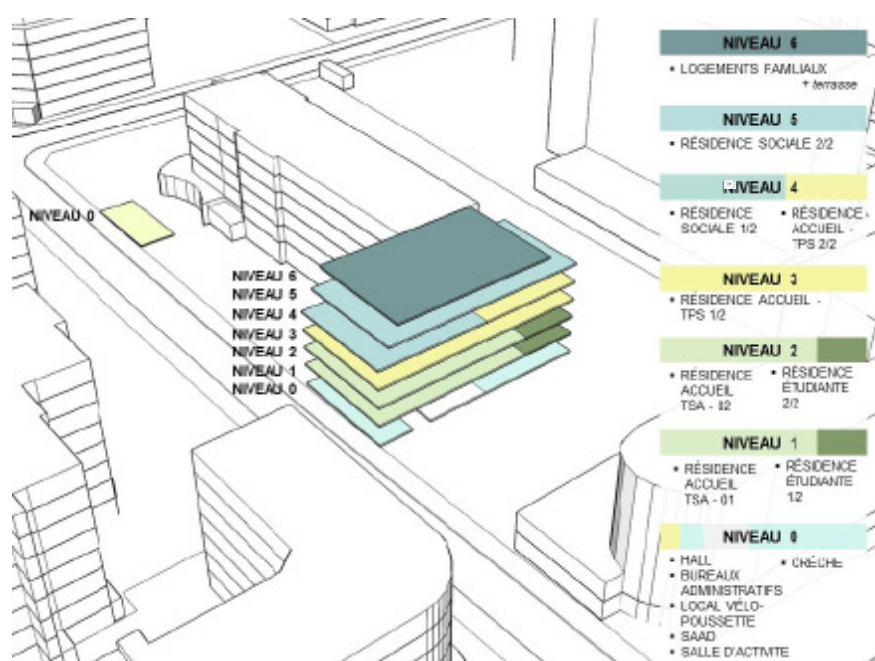 NIVEAU 6
• LOGEMENTS FAMILIAUX
+ terrasse
NIVEAU 5
• RÉSIDENCE SOCIALE 2/2
NIVEAU 4
• RÉSIDENCE SOCIALE 1/2
• RÉSIDENCE ACCUEIL - TPS 2/2
NIVEAU 3
• RÉSIDENCE ACCUEIL - TPS 1/2
NIVEAU 2
• RÉSIDENCE ACCUEIL TSA - 02
• RÉSIDENCE ÉTUDIANTE 2/2
NIVEAU 1
• RÉSIDENCE ACCUEIL TSA - 01
• RÉSIDENCE ÉTUDIANTE 1/2
NIVEAU 0
• HALL
• BUREAUX ADMINISTRATIFS
• LOCAL VÉLO-POUSSETTE
• SAAD
• SALLE D'ACTIVITE
• CRÈCHE
NIVEAU 0
NIVEAU 6
NIVEAU 5
NIVEAU 4
NIVEAU 3
NIVEAU 2
NIVEAU 1
NIVEAU 0